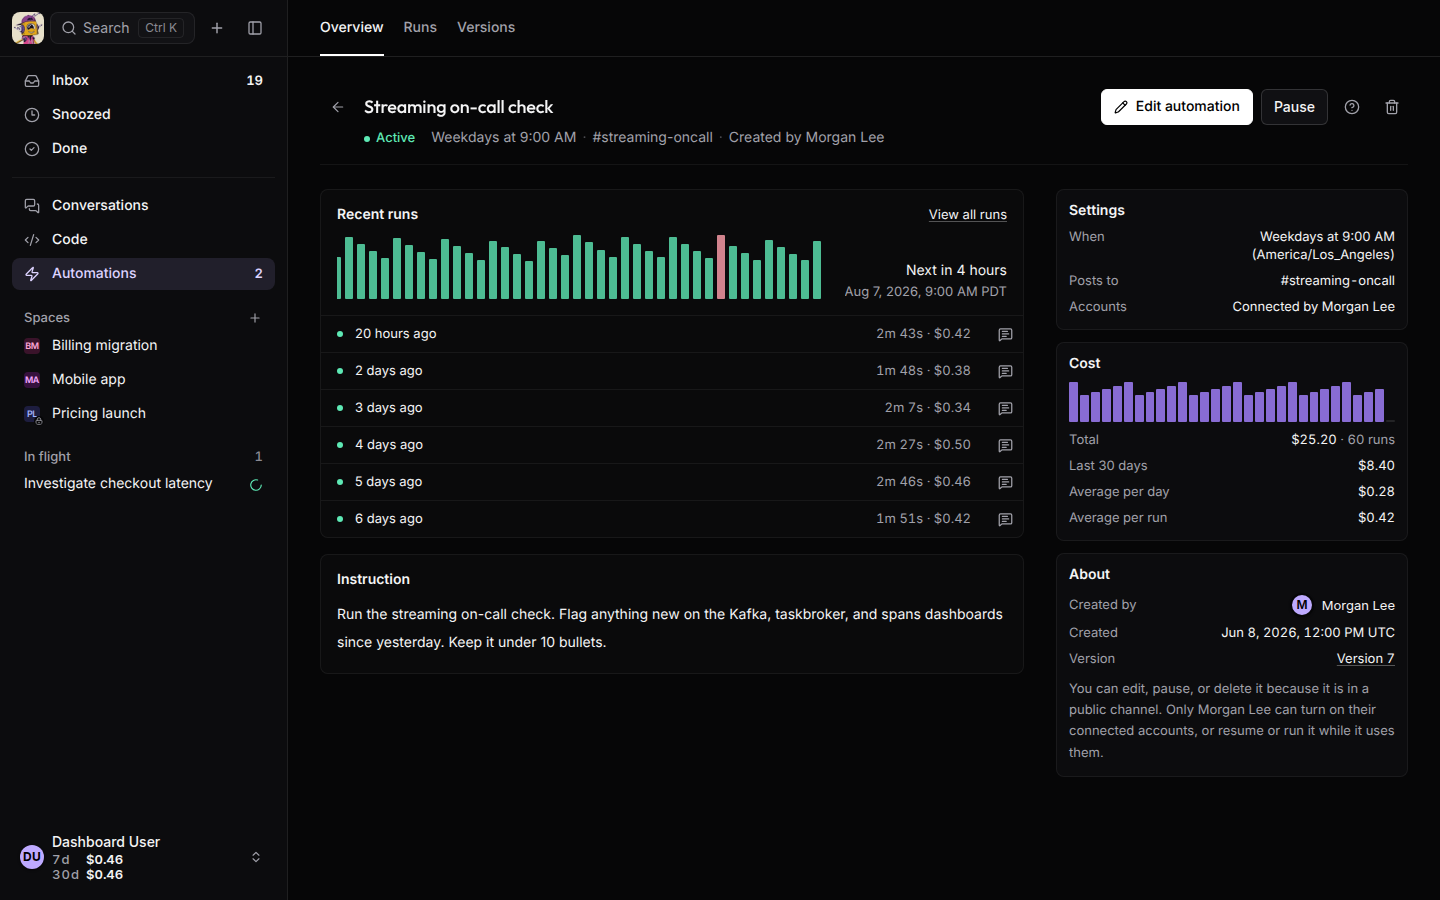 Search Ctrl K
Inbox 19
Snoozed
Done
Conversations
Code
Automations 2
Spaces
BM Billing migration
MA Mobile app
PL Pricing launch
In flight 1
Investigate checkout latency
DU Dashboard User
7d $0.46
30d $0.46
Overview Runs Versions
Streaming on-call check
Active Weekdays at 9:00 AM · #streaming-oncall · Created by Morgan Lee
Edit automation Pause
Recent runs View all runs
Next in 4 hours
Aug 7, 2026, 9:00 AM PDT
20 hours ago 2m 43s · $0.42
2 days ago 1m 48s · $0.38
3 days ago 2m 7s · $0.34
4 days ago 2m 27s · $0.50
5 days ago 2m 46s · $0.46
6 days ago 1m 51s · $0.42
Instruction
Run the streaming on-call check. Flag anything new on the Kafka, taskbroker, and spans dashboards
since yesterday. Keep it under 10 bullets.
Settings
When Weekdays at 9:00 AM
(America/Los_Angeles)
Posts to #streaming-oncall
Accounts Connected by Morgan Lee
Cost
Total $25.20 · 60 runs
Last 30 days $8.40
Average per day $0.28
Average per run $0.42
About
Created by M Morgan Lee
Created Jun 8, 2026, 12:00 PM UTC
Version Version 7
You can edit, pause, or delete it because it is in a
public channel. Only Morgan Lee can turn on their
connected accounts, or resume or run it while it uses
them.